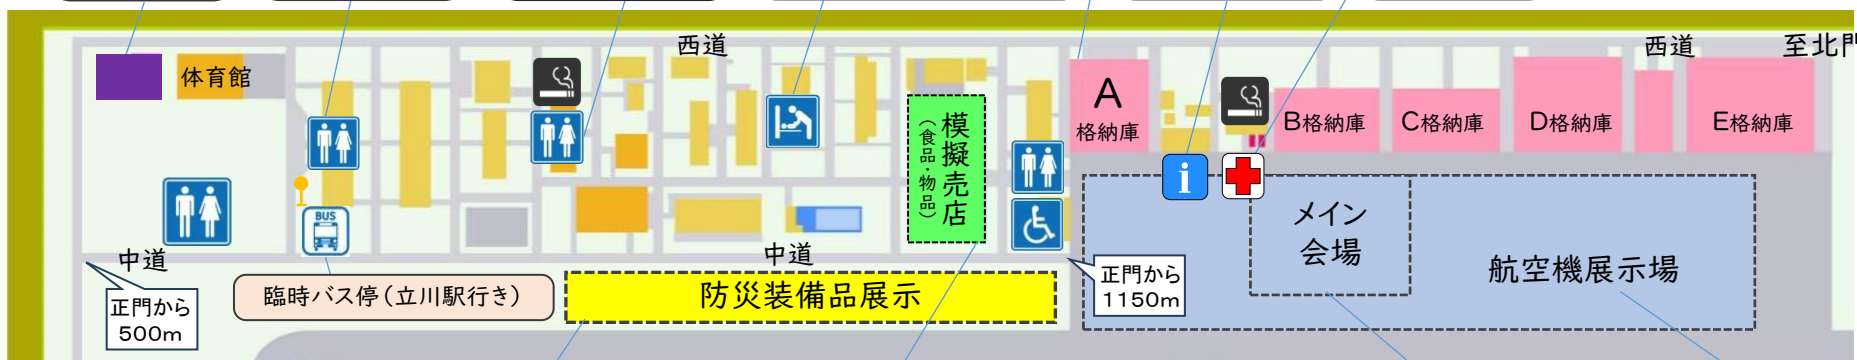 西道
西道
至北門
体育館
A
格納庫
B格納庫
C格納庫
D格納庫
E格納庫
模擬売店
(食品・物品)
i
BUS
メイン
会場
航空機展示場
中道
中道
正門から
500m
臨時バス停(立川駅行き)
防災装備品展示
正門から
1150m